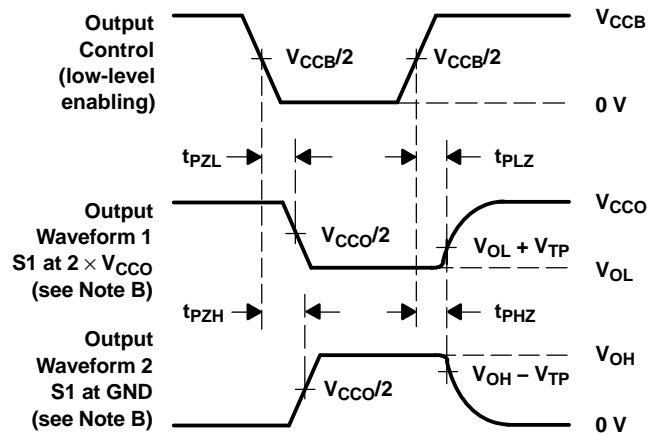 Output
Control
(low-level
enabling)
VCCB/2
VCCB/2
VCCB
0 V
tPZL
tPLZ
Output
Waveform 1
S1 at 2 × VCCO
(see Note B)
VCCO/2
VCCO
VOL + VTP
VOL
tPZH
tPHZ
Output
Waveform 2
S1 at GND
(see Note B)
VCCO/2
VOH
VOH − VTP
0 V